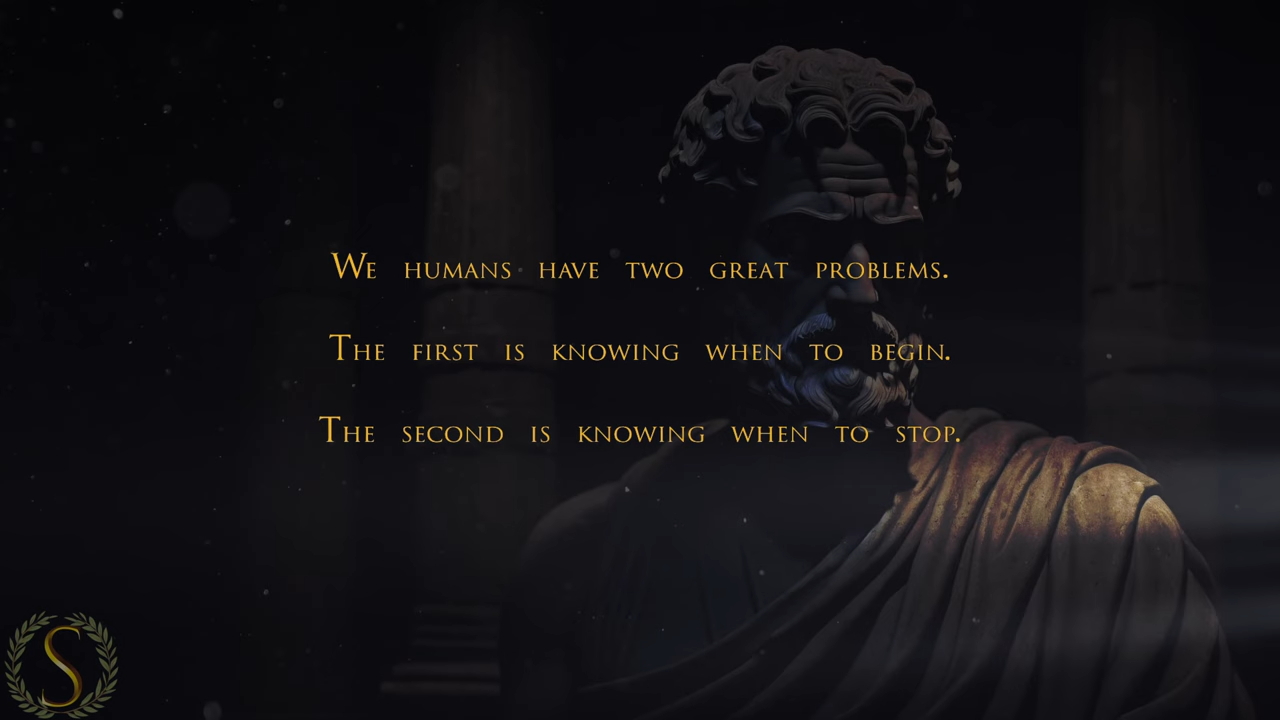 We humans have two great problems.
The first is knowing when to begin.
The second is knowing when to stop.
S